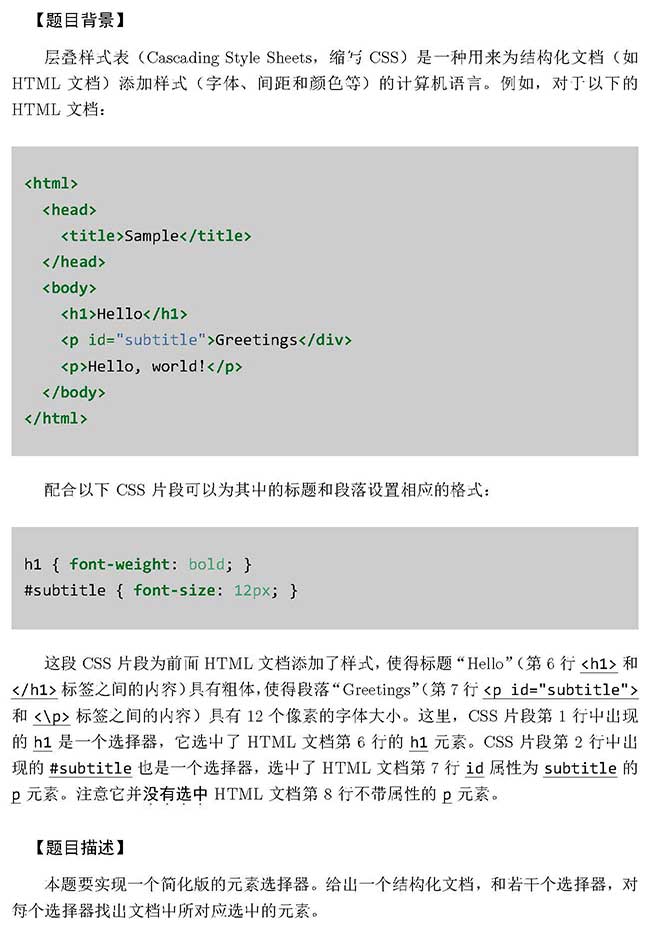 【题目背景】
层叠样式表（Cascading Style Sheets，缩写 CSS）是一种用来为结构化文档（如
HTML 文档）添加样式（字体、间距和颜色等）的计算机语言。例如，对于以下的
HTML 文档：
<html>
<head>
<title>Sample</title>
</head>
<body>
<h1>Hello</h1>
<p id="subtitle">Greetings</div>
<p>Hello, world!</p>
</body>
</html>
配合以下 CSS 片段可以为其中的标题和段落设置相应的格式：
h1 { font-weight: bold; }
#subtitle { font-size: 12px; }
这段 CSS 片段为前面 HTML 文档添加了样式，使得标题“Hello”（第 6 行 <h1> 和
</h1> 标签之间的内容）具有粗体，使得段落“Greetings”（第 7 行 <p id="subtitle">
和 <\p> 标签之间的内容）具有 12 个像素的字体大小。这里，CSS 片段第 1 行中出现
的 h1 是一个选择器，它选中了 HTML 文档第 6 行的 h1 元素。CSS 片段第 2 行中出
现的 #subtitle 也是一个选择器，选中了 HTML 文档第 7 行 id 属性为 subtitle 的
p 元素。注意它并没有选中 HTML 文档第 8 行不带属性的 p 元素。
【题目描述】
本题要实现一个简化版的元素选择器。给出一个结构化文档，和若干个选择器，对
每个选择器找出文档中所对应选中的元素。